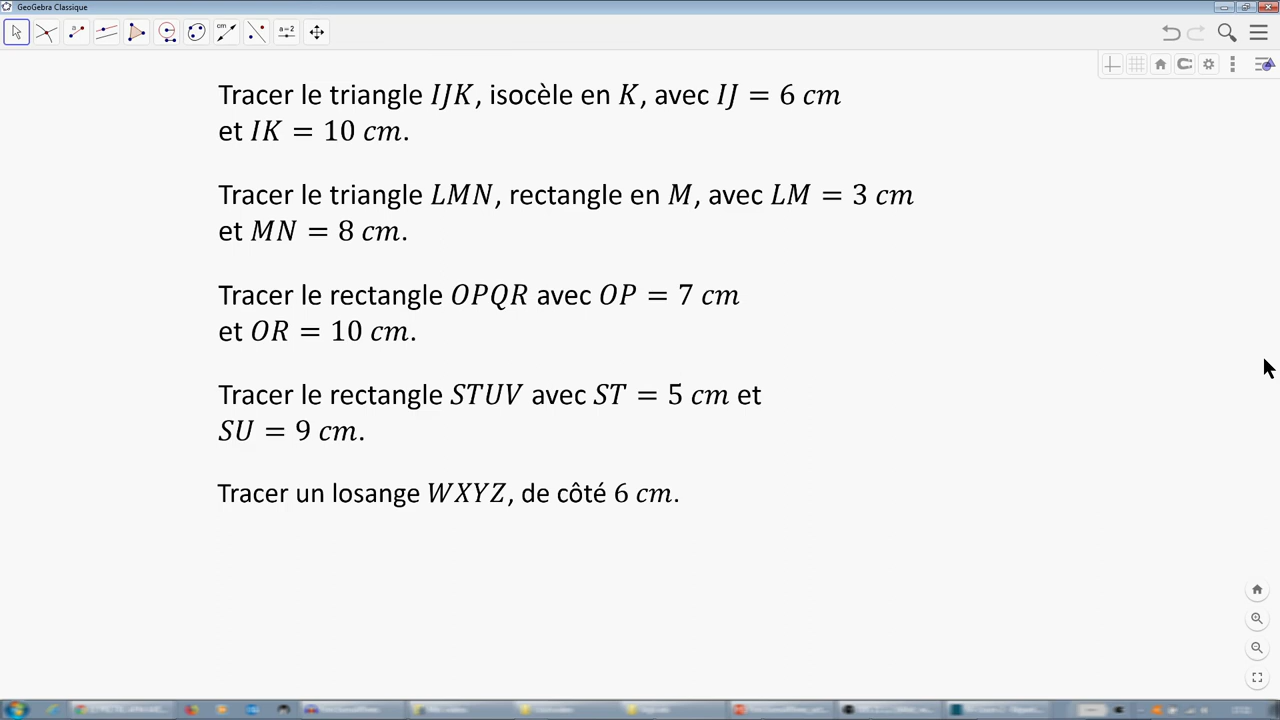 GeoGebra Classique
cm
a=2
Tracer le triangle IJK, isocèle en K, avec IJ = 6 cm
et IK = 10 cm.
Tracer le triangle LMN, rectangle en M, avec LM = 3 cm
et MN = 8 cm.
Tracer le rectangle OPQR avec OP = 7 cm
et OR = 10 cm.
Tracer le rectangle STUV avec ST = 5 cm et
SU = 9 cm.
Tracer un losange WXYZ, de côté 6 cm.